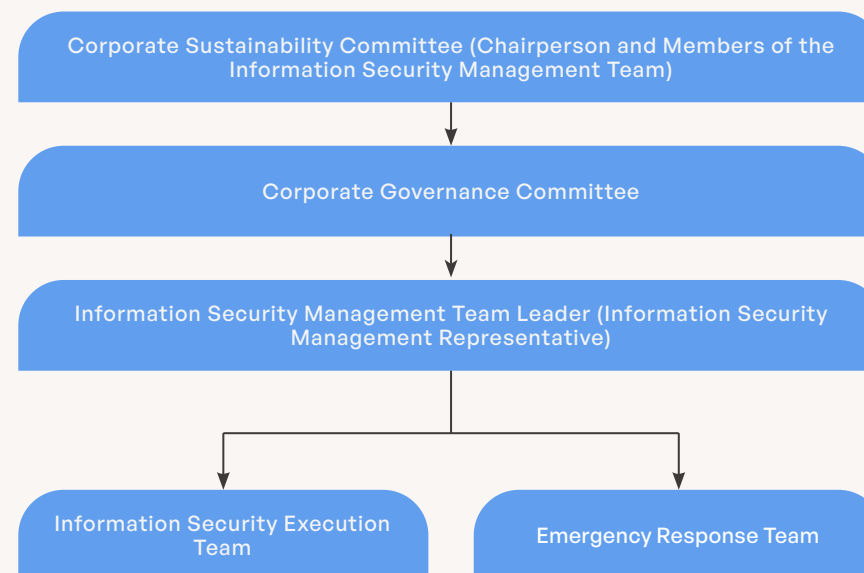 Corporate Sustainability Committee (Chairperson and Members of the
Information Security Management Team)
Corporate Governance Committee
Information Security Management Team Leader (Information Security
Management Representative)
Information Security Execution
Team
Emergency Response Team